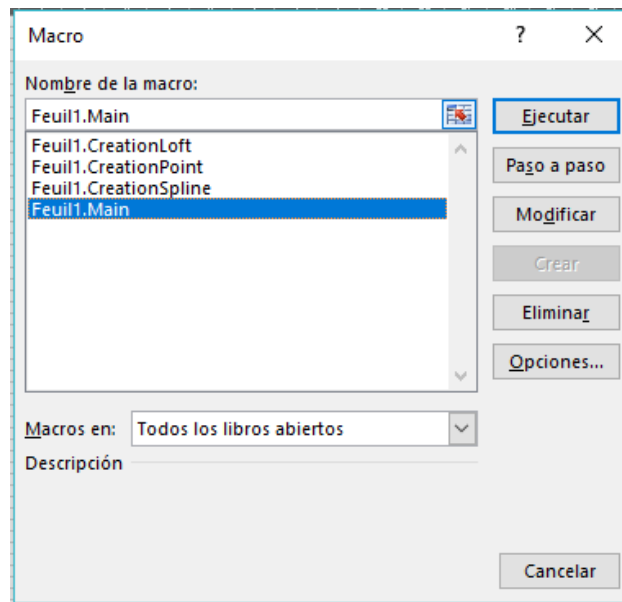 Macro
Nombre de la macro:
Feuil1.Main
Ejecutar
Feuil1.CreationLoft
Feuil1.CreationPoint
Feuil1.CreationSpline
Feuil1.Main
Paso a paso
Modificar
Crear
Eliminar
Opciones...
Macros en: Todos los libros abiertos
Descripción
Cancelar